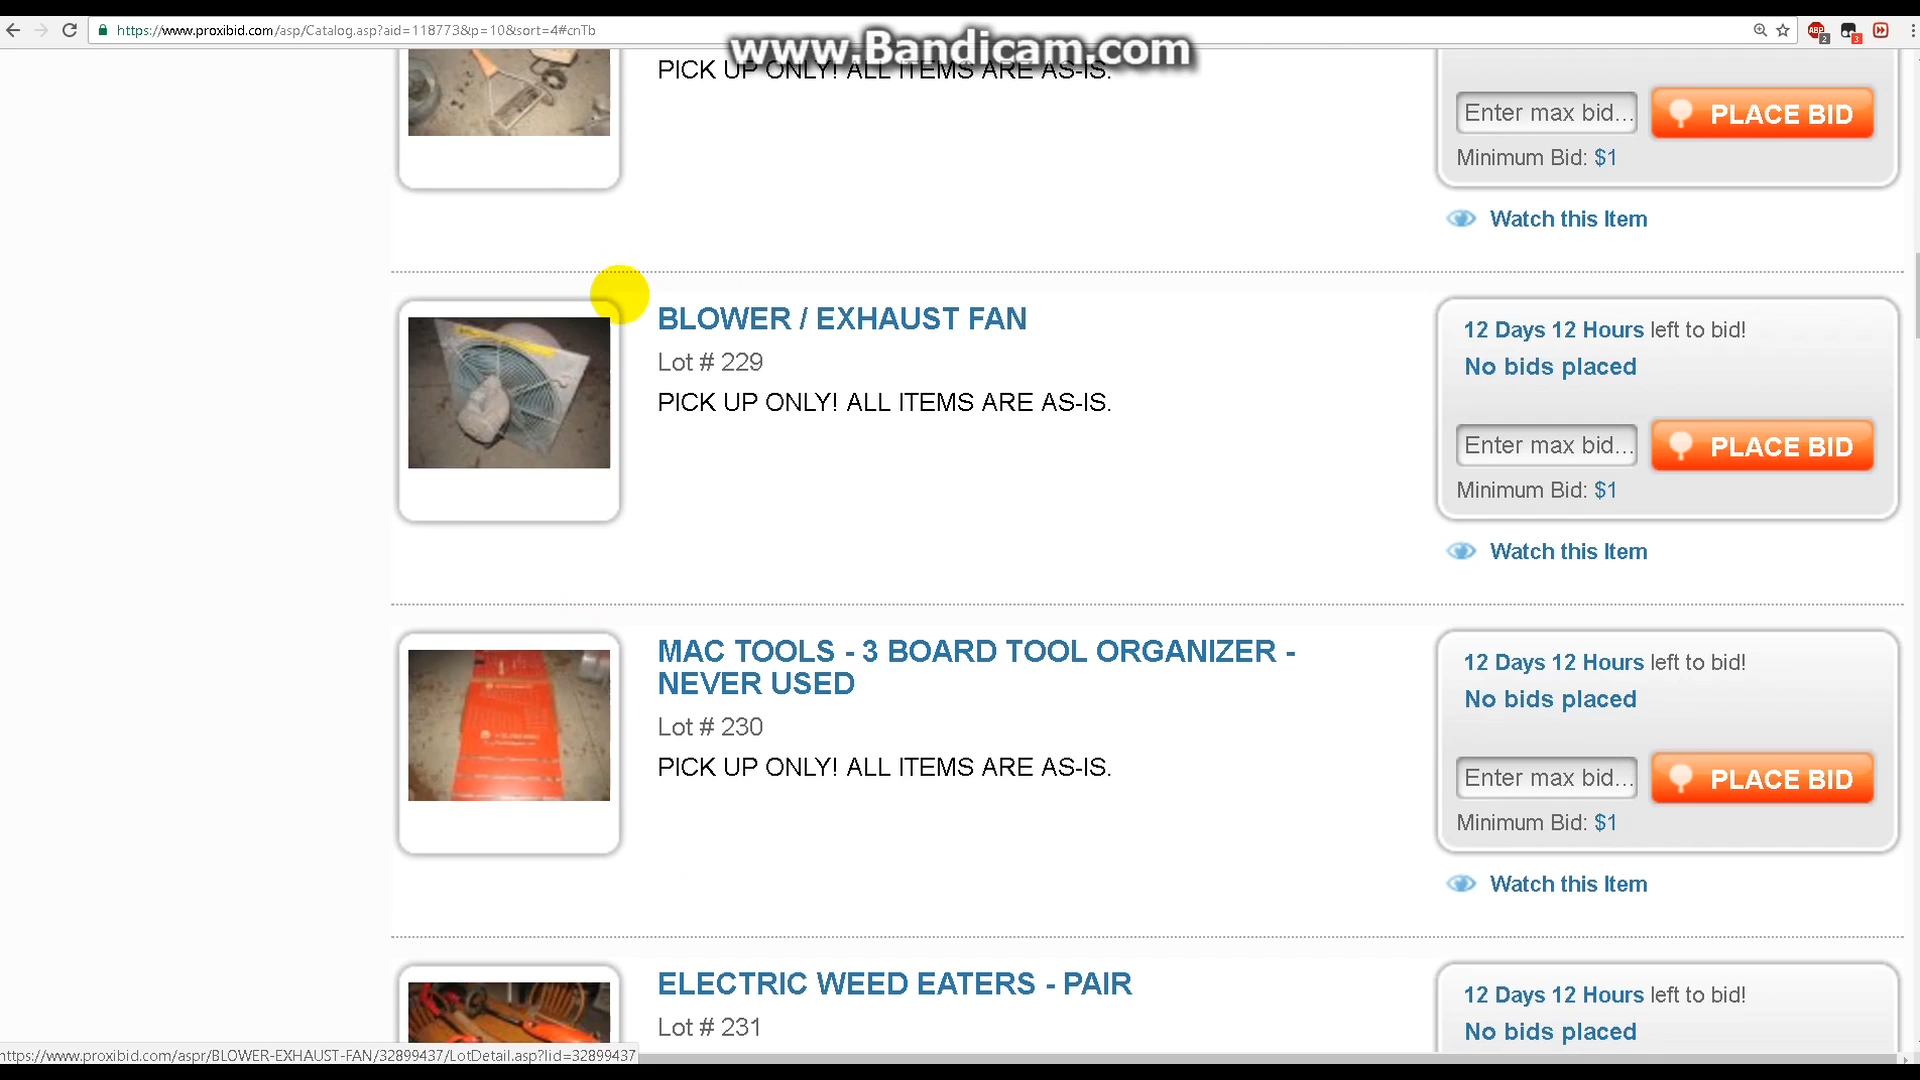 https://www.proxibid.com/asp/Catalog.asp?aid=118773&p=10&sort=4#cnTb
www.Bandicam.com
PICK UP ONLY! ALL ITEMS ARE AS-IS.
Enter max bid...
PLACE BID
Minimum Bid: $1
Watch this Item
BLOWER / EXHAUST FAN
Lot # 229
PICK UP ONLY! ALL ITEMS ARE AS-IS.
12 Days 12 Hours left to bid!
No bids placed
Enter max bid...
PLACE BID
Minimum Bid: $1
Watch this Item
MAC TOOLS - 3 BOARD TOOL ORGANIZER -
NEVER USED
Lot # 230
PICK UP ONLY! ALL ITEMS ARE AS-IS.
12 Days 12 Hours left to bid!
No bids placed
Enter max bid...
PLACE BID
Minimum Bid: $1
Watch this Item
ELECTRIC WEED EATERS - PAIR
Lot # 231
12 Days 12 Hours left to bid!
No bids placed
https://www.proxibid.com/aspr/BLOWER-EXHAUST-FAN/32899437/LotDetail.asp?lid=32899437